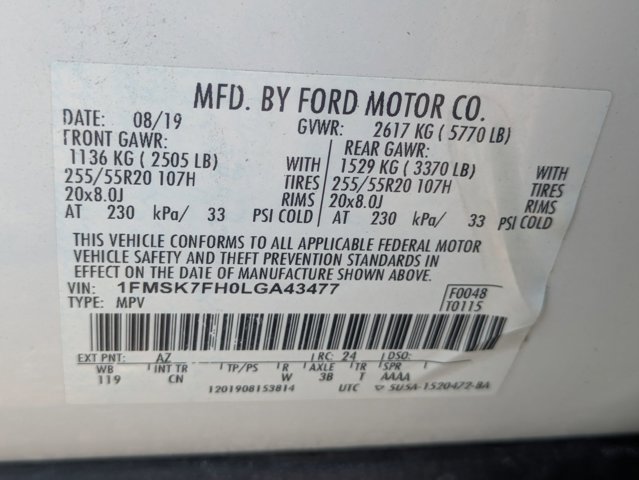 MFD. BY FORD MOTOR CO.
DATE: 08/19 GVWR: 2617 KG ( 5770 LB)
FRONT GAWR: REAR GAWR:
1136 KG ( 2505 LB) WITH 1529 KG ( 3370 LB) WITH
255/55R20 107H TIRES 255/55R20 107H TIRES
20x8.0J RIMS 20x8.0J RIMS
AT 230 kPa/ 33 PSI COLD AT 230 kPa/ 33 PSI COLD
THIS VEHICLE CONFORMS TO ALL APPLICABLE FEDERAL MOTOR
VEHICLE SAFETY AND THEFT PREVENTION STANDARDS IN
EFFECT ON THE DATE OF MANUFACTURE SHOWN ABOVE.
VIN: 1FMSK7FH0LGA43477 F0048
TYPE: MPV T0115
EXT PNT: AZ RC: 24 DSO:
WB INT TR TP/PS R AXLE TR SPR
119 CN W 3B T AAAA
1201908153814 UTC SU5A-1520472-BA